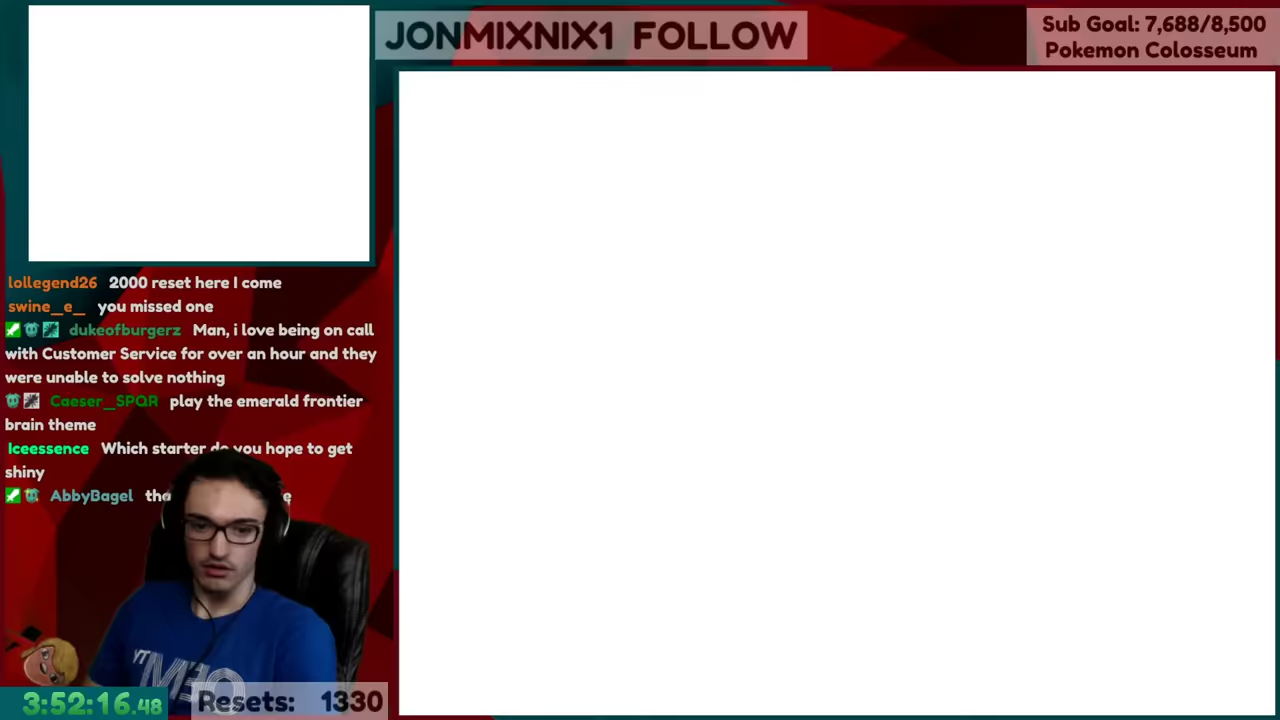 JONMIXNIX1 FOLLOW
Sub Goal: 7,688/8,500
Pokemon Colosseum
lollegend26 2000 reset here I come
swine__e_ you missed one
dukeofburgerz Man, i love being on call
with Customer Service for over an hour and they
were unable to solve nothing
Caeser__SPQR play the emerald frontier
brain theme
Iceessence Which starter do you hope to get
shiny
AbbyBagel
3:52:16.48
Resets: 1330